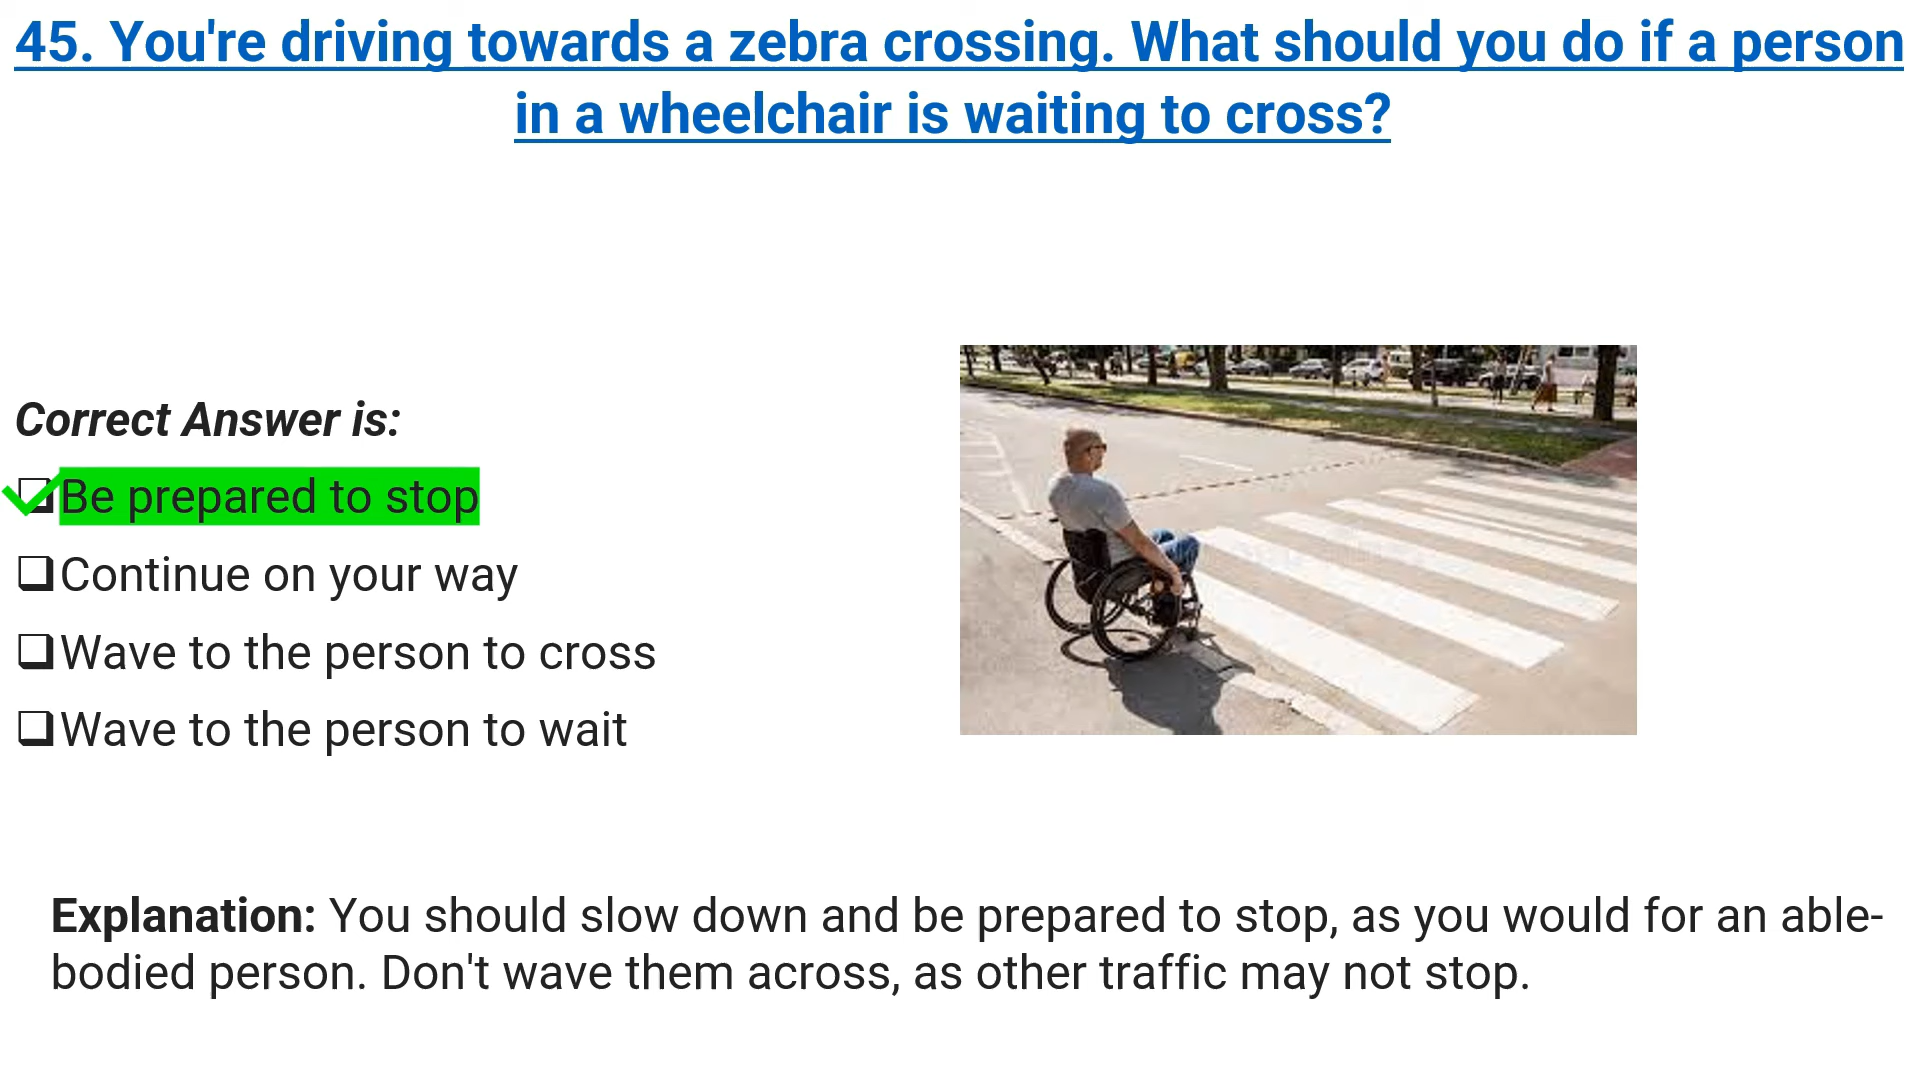 45. You're driving towards a zebra crossing. What should you do if a person
in a wheelchair is waiting to cross?
Correct Answer is:
Be prepared to stop
Continue on your way
Wave to the person to cross
Wave to the person to wait
Explanation: You should slow down and be prepared to stop, as you would for an able-
bodied person. Don't wave them across, as other traffic may not stop.